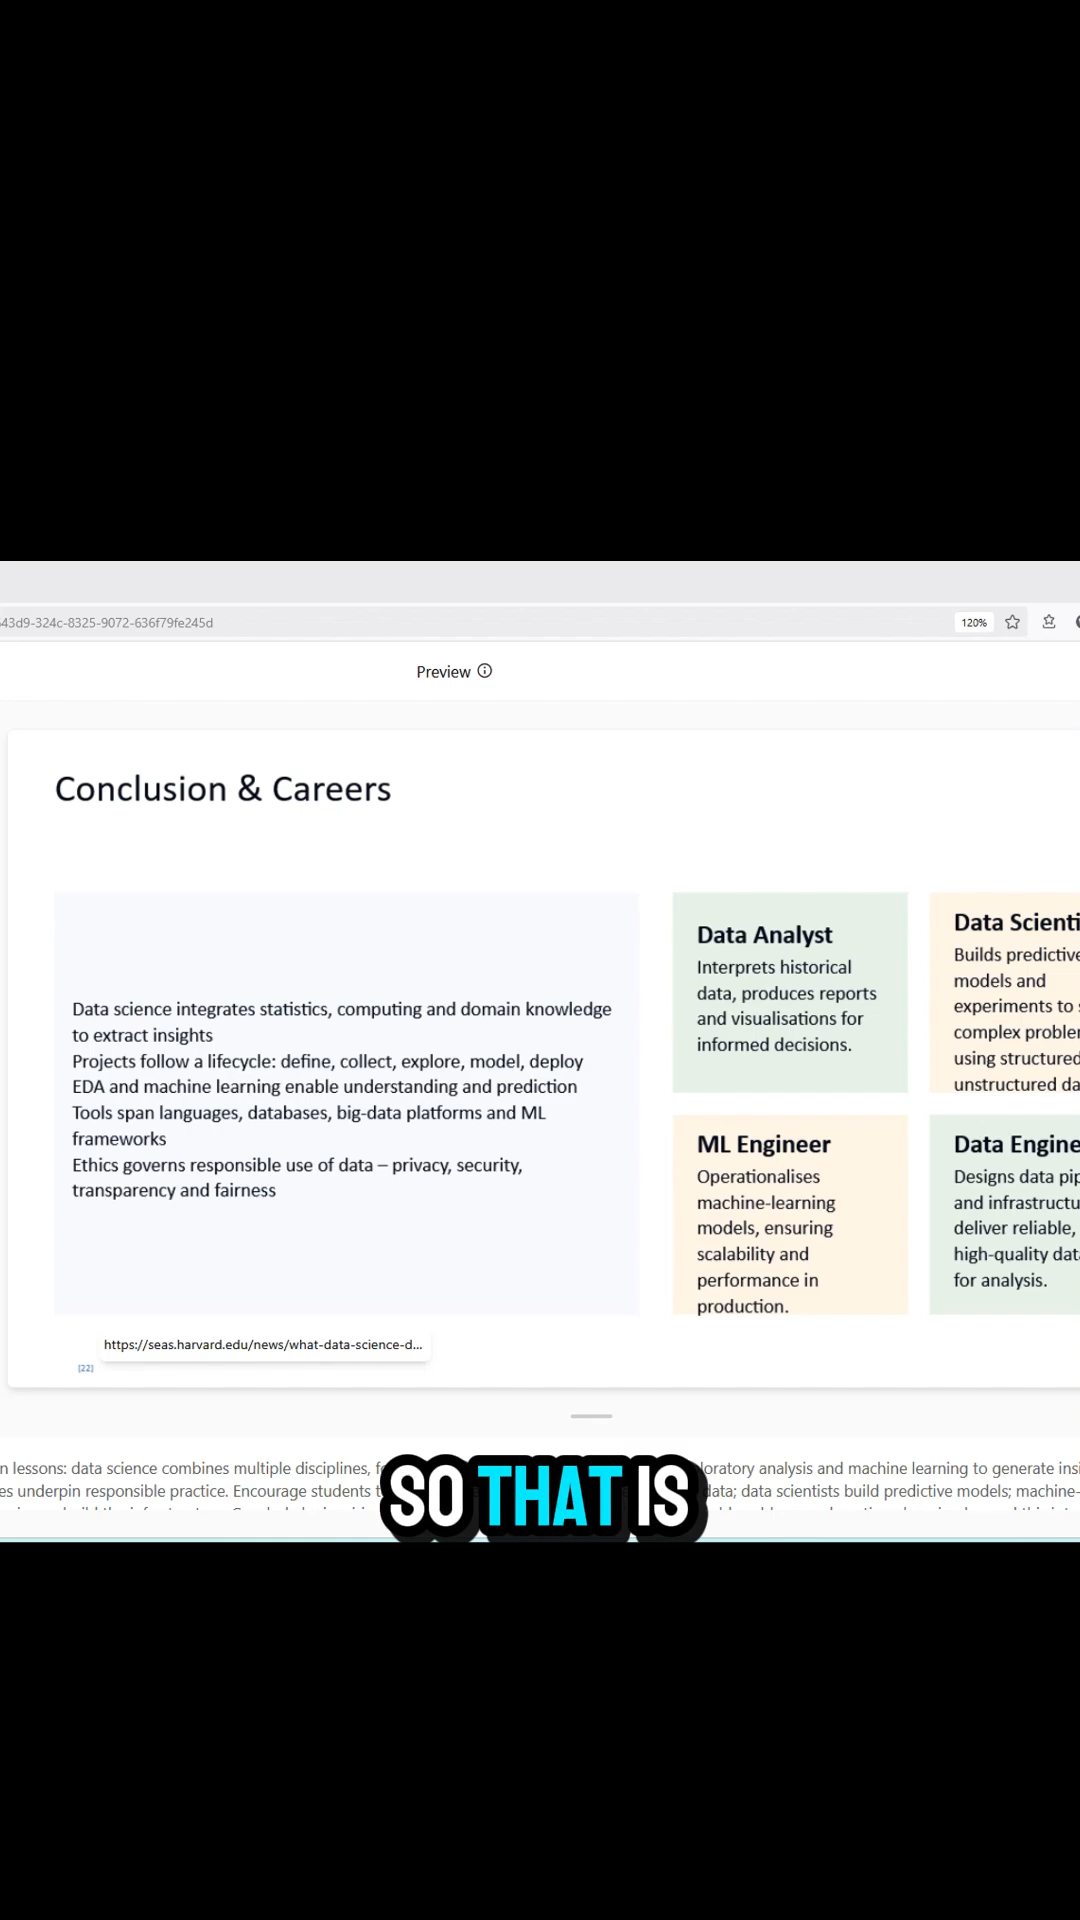 43d9-324c-8325-9072-636f79fe245d
120%
Preview
Conclusion & Careers
Data science integrates statistics, computing and domain knowledge
to extract insights
Projects follow a lifecycle: define, collect, explore, model, deploy
EDA and machine learning enable understanding and prediction
Tools span languages, databases, big-data platforms and ML
frameworks
Ethics governs responsible use of data – privacy, security,
transparency and fairness
Data Analyst
Interprets historical
data, produces reports
and visualisations for
informed decisions.
Data Scienti
Builds predictive
models and
experiments to
complex problem
using structured
unstructured da
ML Engineer
Operationalises
machine-learning
models, ensuring
scalability and
performance in
production.
Data Engine
Designs data pip
and infrastructu
deliver reliable,
high-quality dat
for analysis.
https://seas.harvard.edu/news/what-data-science-d...
[22]
n lessons: data science combines multiple disciplines, loratory analysis and machine learning to generate insi
es underpin responsible practice. Encourage students data; data scientists build predictive models; machine-
SO THAT IS